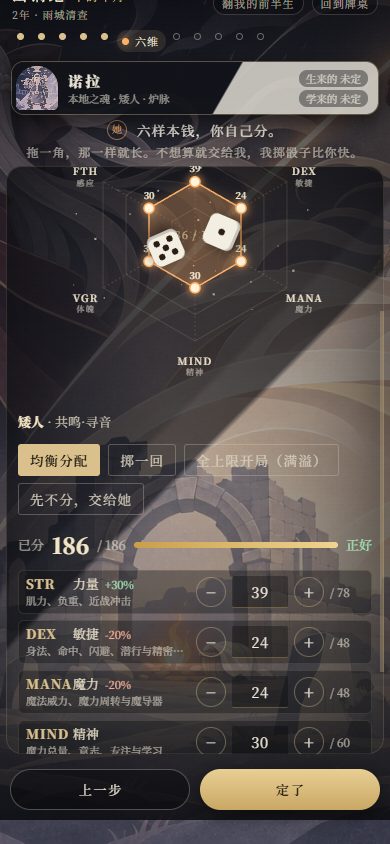 翻我的前半生
回到牌桌
2年 · 雨城清查
六维
诺拉
本地之魂 · 矮人 · 炉脉
生来的 未定
学来的 未定
她
六样本钱，你自己分。
拖一角，那一样就长。不想算就交给我，我掷骰子比你快。
39
FTH
感应
DEX
敏捷
30
24
24
30
VGR
体魄
MANA
魔力
MIND
精神
矮人 · 共鸣·寻音
均衡分配
掷一回
全上限开局（满溢）
先不分，交给她
已分 186 / 186 正好
STR 力量 +30%
肌力、负重、近战冲击
− 39 + / 78
DEX 敏捷 -20%
身法、命中、闪避、潜行与精密…
− 24 + / 48
MANA 魔力 -20%
魔法威力、魔力周转与魔导器
− 24 + / 48
MIND 精神
魔力总量、意志、专注与学习
− 30 + / 60
上一步
定了